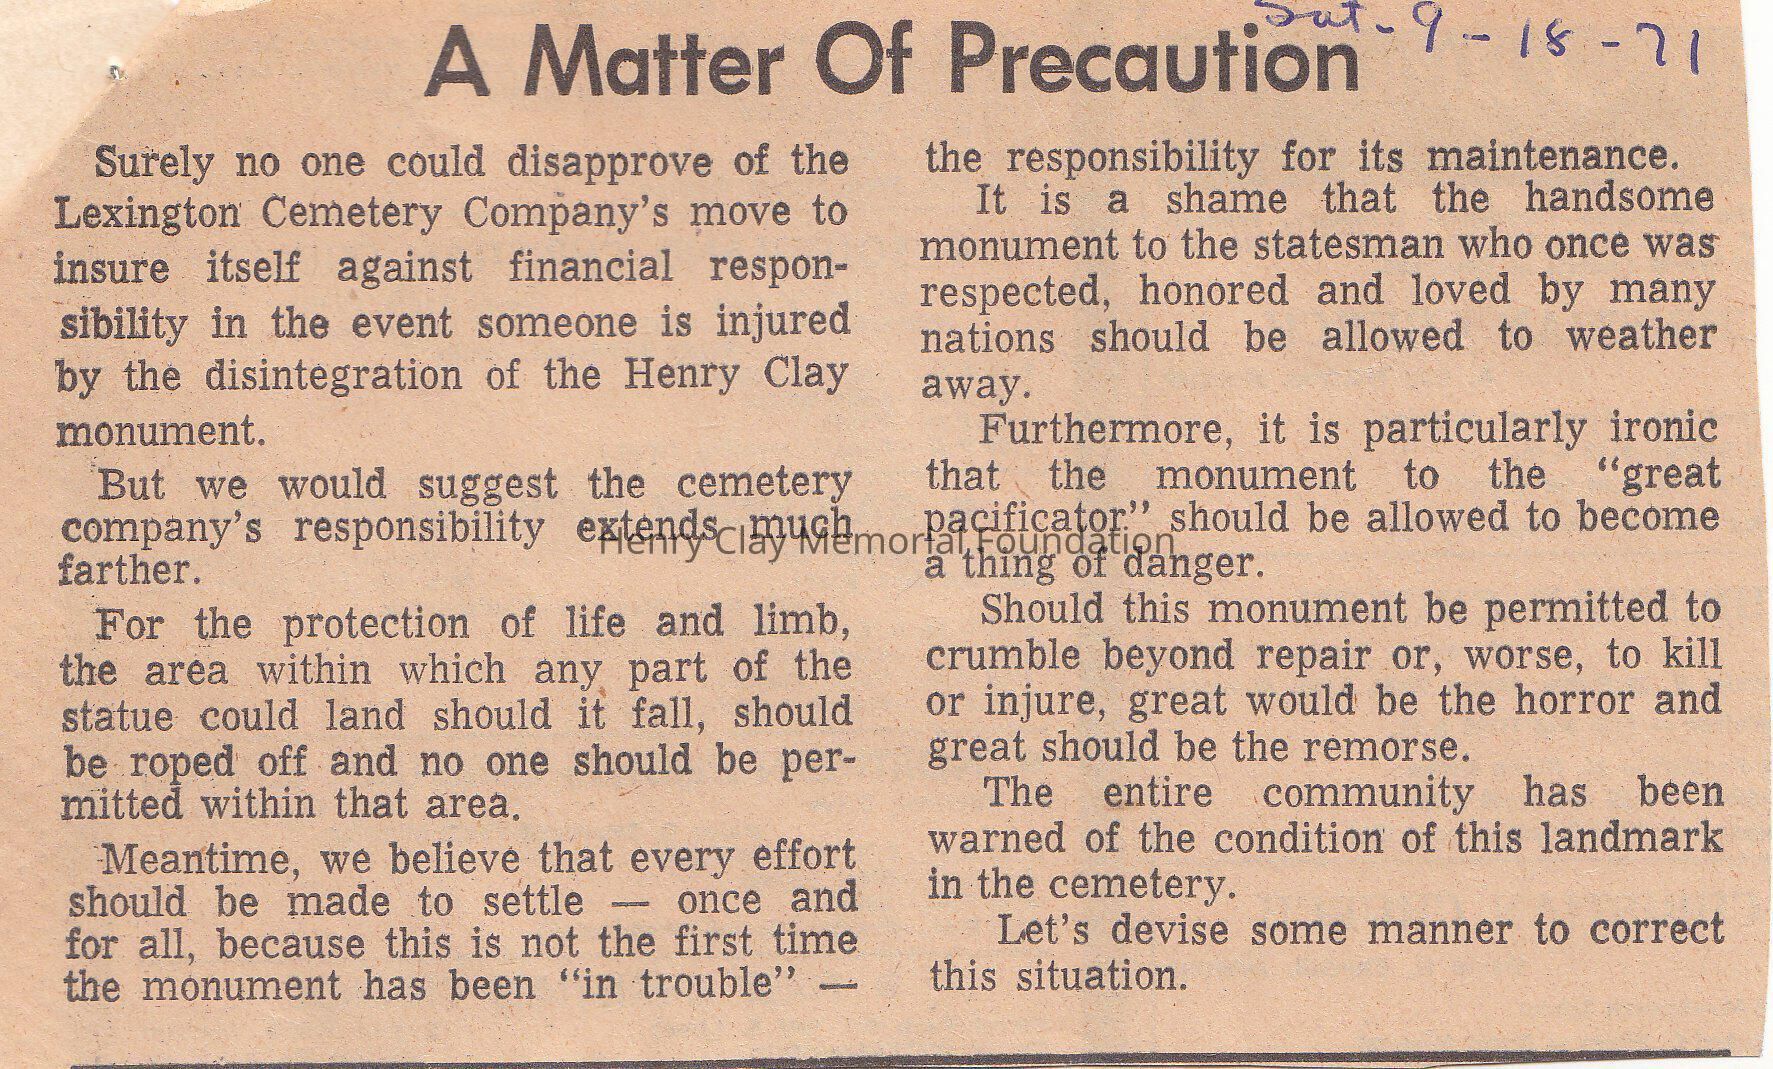 Sat- 9-18-71
A Matter Of Precaution
Surely no one could disapprove of the
Lexington Cemetery Company's move to
insure itself against financial respon-
sibility in the event someone is injured
by the disintegration of the Henry Clay
monument.
But we would suggest the cemetery
company's responsibility extends much
farther.
For the protection of life and limb,
the area within which any part of the
statue could land should it fall, should
be roped off and no one should be per-
mitted within that area.
Meantime, we believe that every effort
should be made to settle — once and
for all, because this is not the first time
the monument has been "in trouble" —
the responsibility for its maintenance.
It is a shame that the handsome
monument to the statesman who once was
respected, honored and loved by many
nations should be allowed to weather
away.
Furthermore, it is particularly ironic
that the monument to the "great
pacificator" should be allowed to become
a thing of danger.
Should this monument be permitted to
crumble beyond repair or, worse, to kill
or injure, great would be the horror and
great should be the remorse.
The entire community has been
warned of the condition of this landmark
in the cemetery.
Let's devise some manner to correct
this situation.
Henry Clay Memorial Foundation